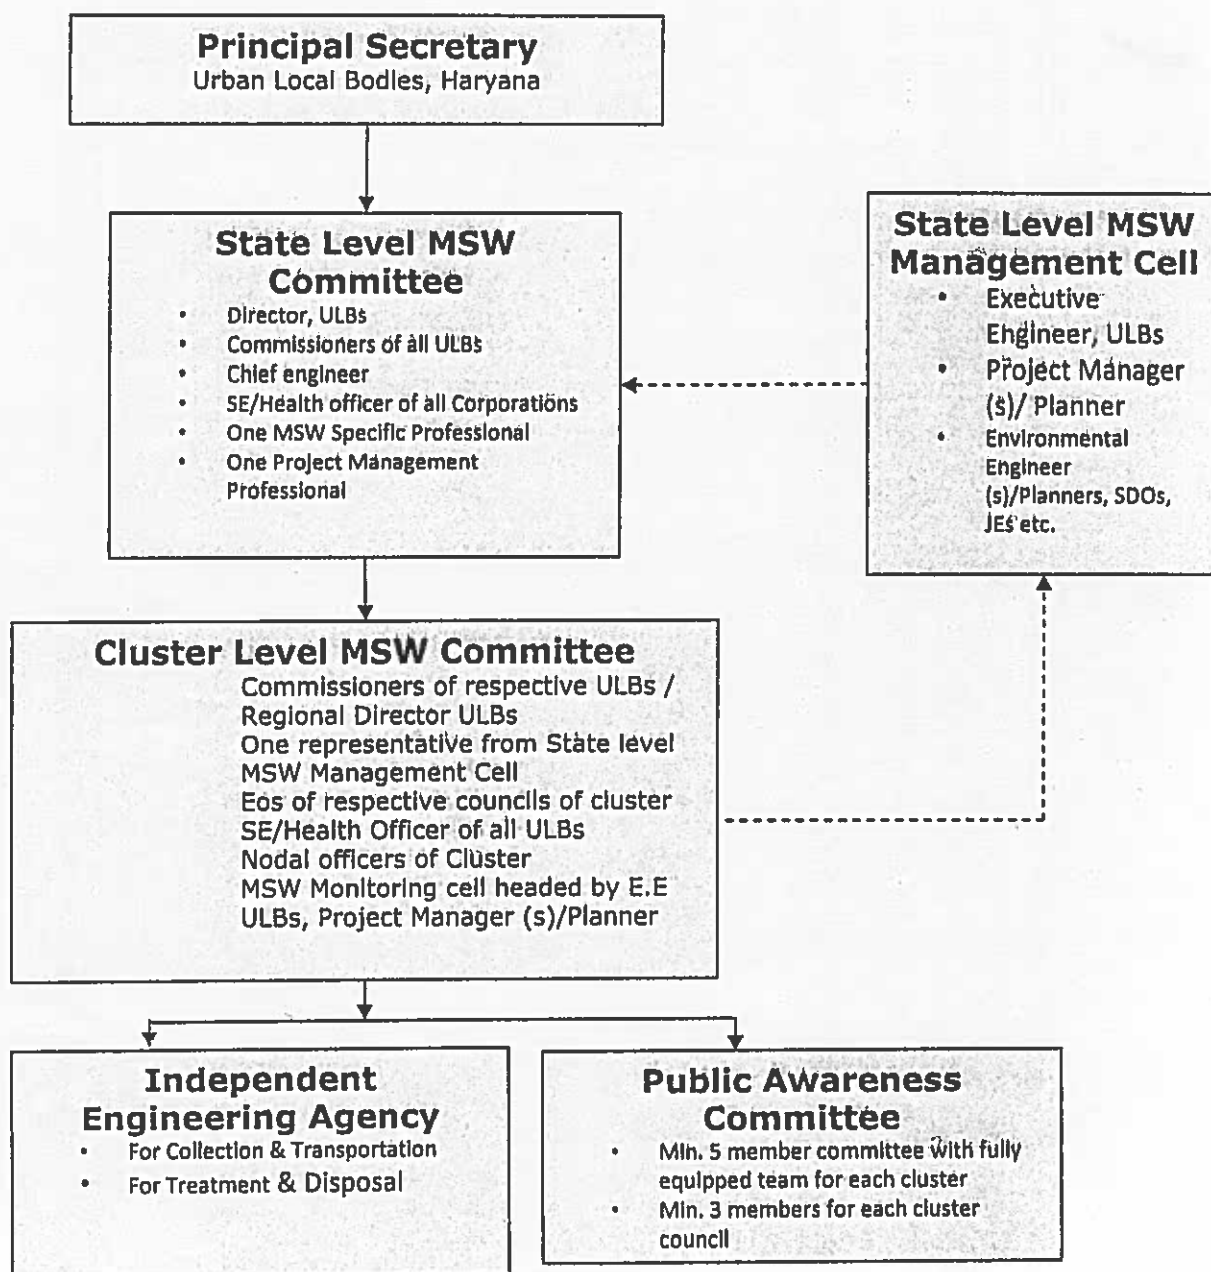 Principal Secretary
Urban Local Bodles, Haryana
State Level MSW
Committee
• Director, ULBs
• Commissioners of all ULBs
• Chief engineer
• SE/Health officer of all Corporations
• One MSW Specific Professional
• One Project Management
Professional
State Level MSW
Management Cell
• Executive
Engineer, ULBs
• Project Manager
(s)/ Planner
• Environmental
Engineer
(s)/Planners, SDOs,
JEs etc.
Cluster Level MSW Committee
Commissioners of respective ULBs /
Regional Director ULBs
One representative from State level
MSW Management Cell
Eos of respective councils of cluster
SE/Health Officer of all ULBs
Nodal officers of Cluster
MSW Monitoring cell headed by E.E
ULBs, Project Manager (s)/Planner
Independent
Engineering Agency
• For Collection & Transportation
• For Treatment & Disposal
Public Awareness
Committee
• Min. 5 member committee with fully
equipped team for each cluster
• Min. 3 members for each cluster
council